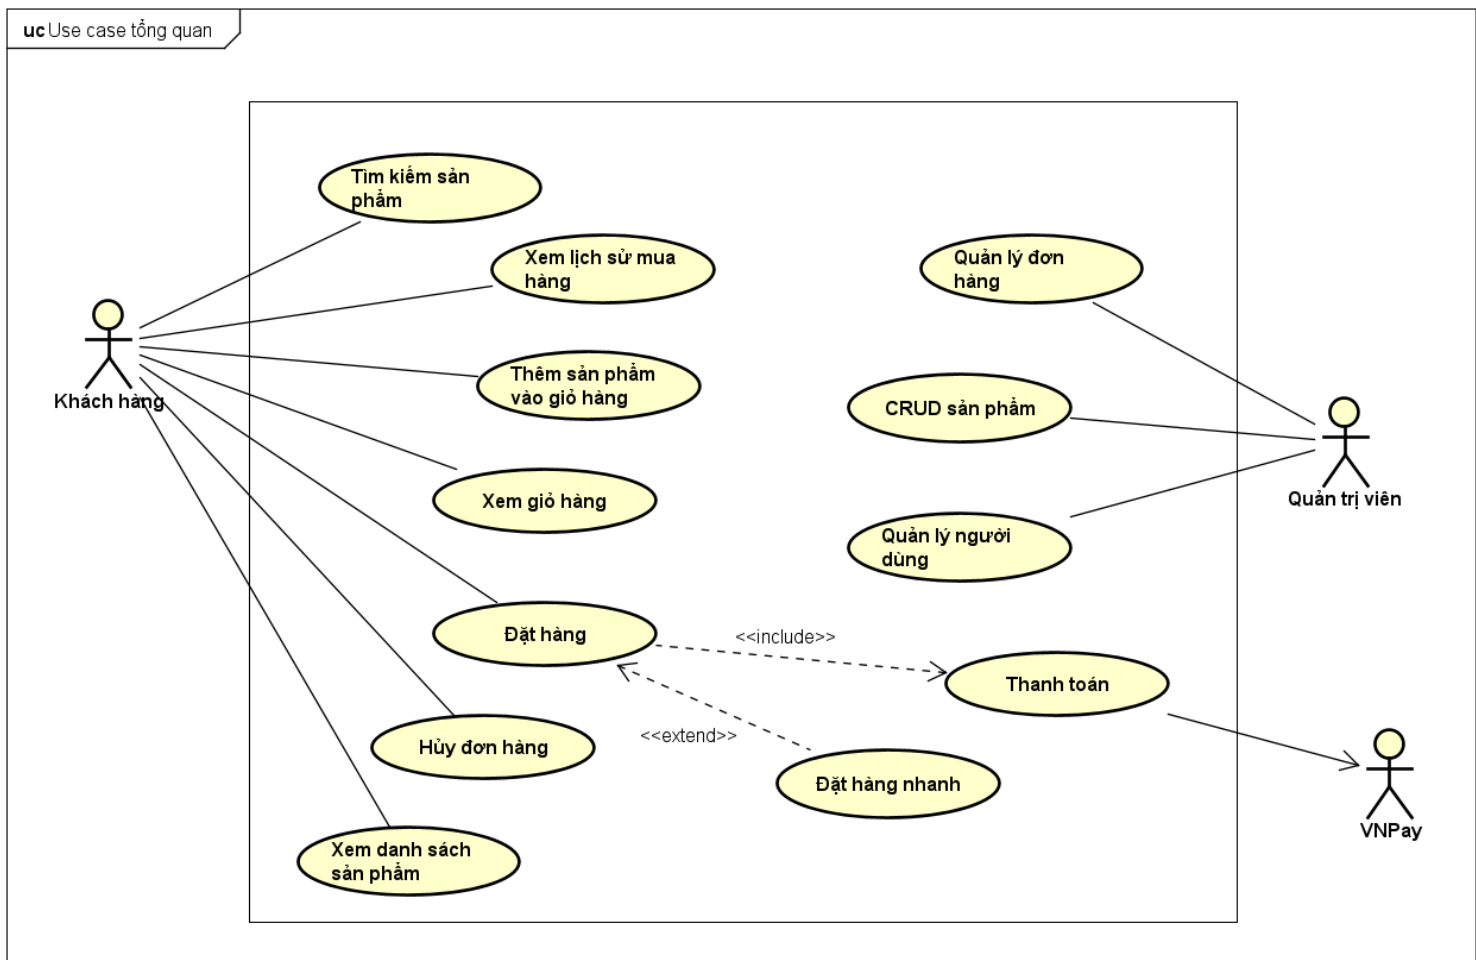 uc Use case tổng quan
Tìm kiếm sản
phẩm
Xem lịch sử mua
hàng
Quản lý đơn
hàng
Thêm sản phẩm
vào giỏ hàng
Khách hàng
CRUD sản phẩm
Xem giỏ hàng
Quản trị viên
Quản lý người
dùng
Đặt hàng
<<include>>
Thanh toán
<<extend>>
Hủy đơn hàng
Đặt hàng nhanh
VNPay
Xem danh sách
sản phẩm